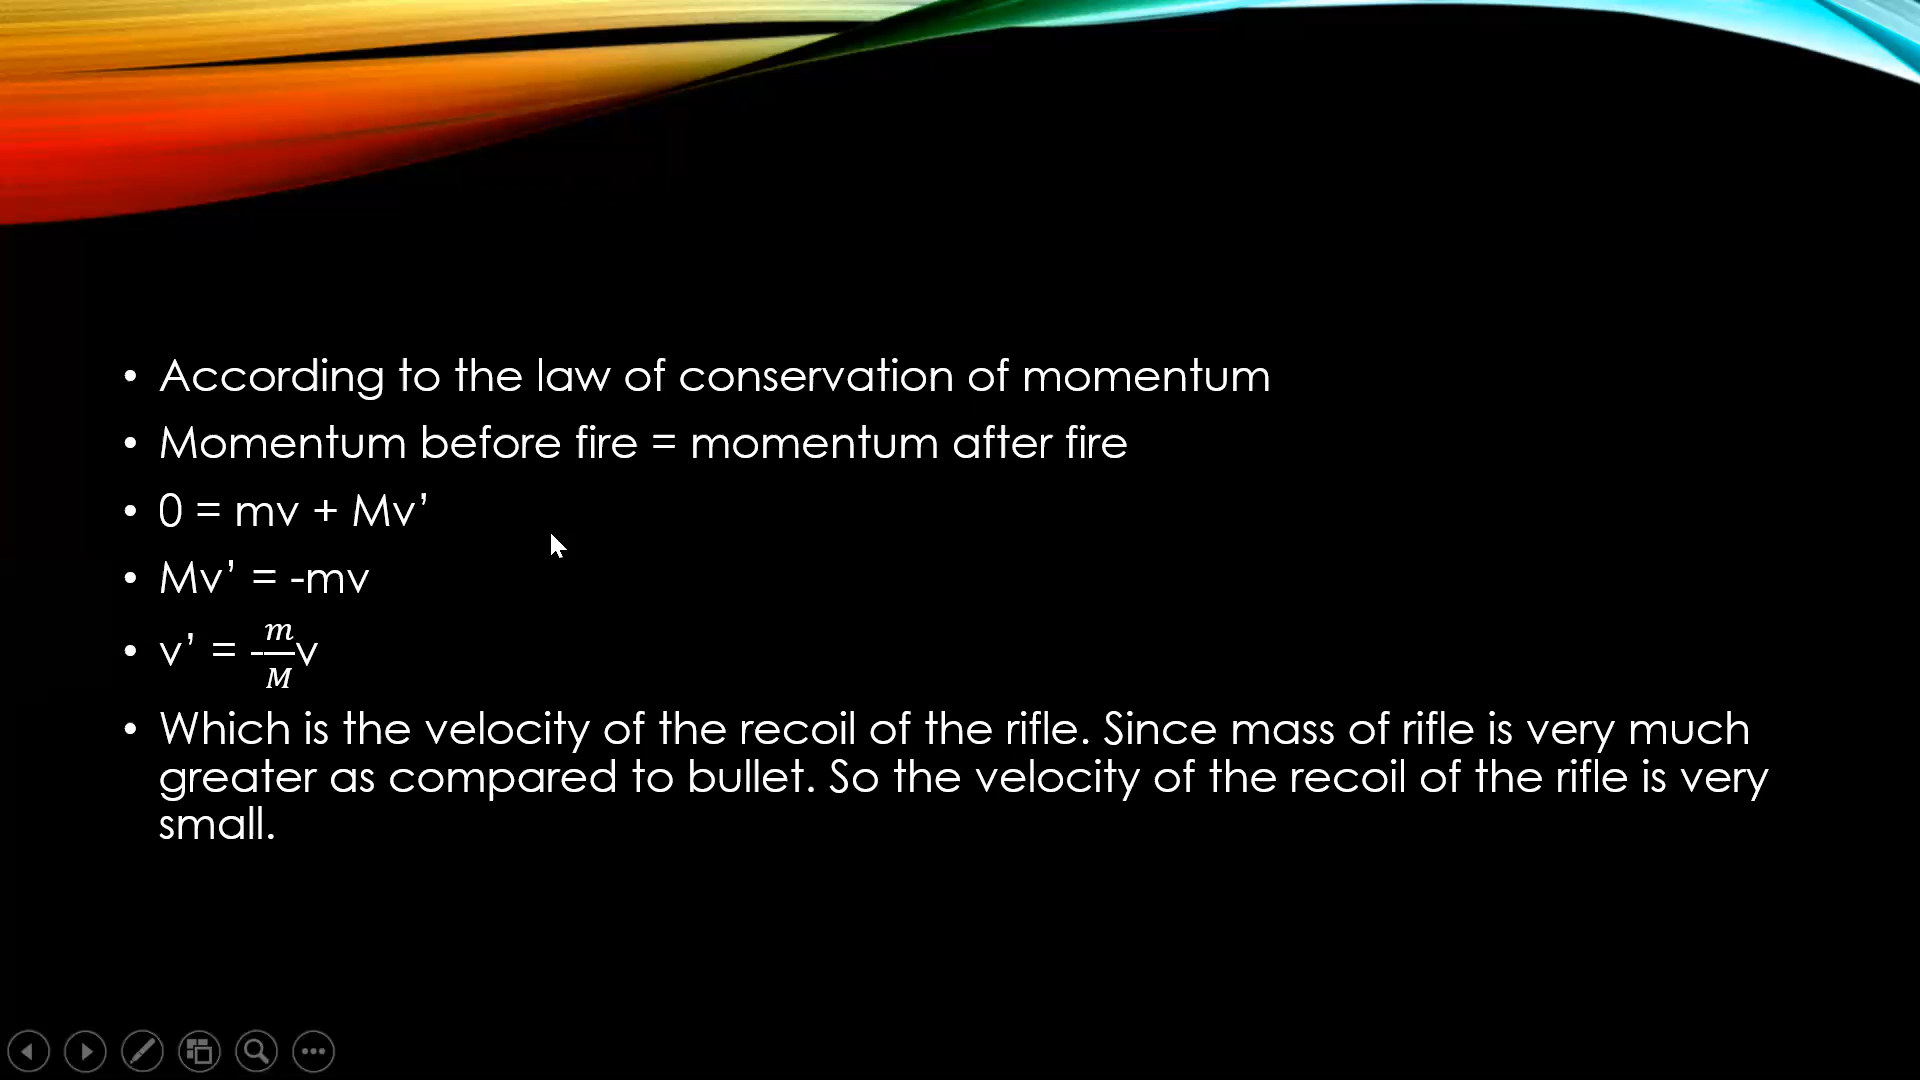 • According to the law of conservation of momentum
• Momentum before fire = momentum after fire
• 0 = mv + Mv’
• Mv’ = -mv
• v’ = -m/M v
• Which is the velocity of the recoil of the rifle. Since mass of rifle is very much
greater as compared to bullet. So the velocity of the recoil of the rifle is very
small.